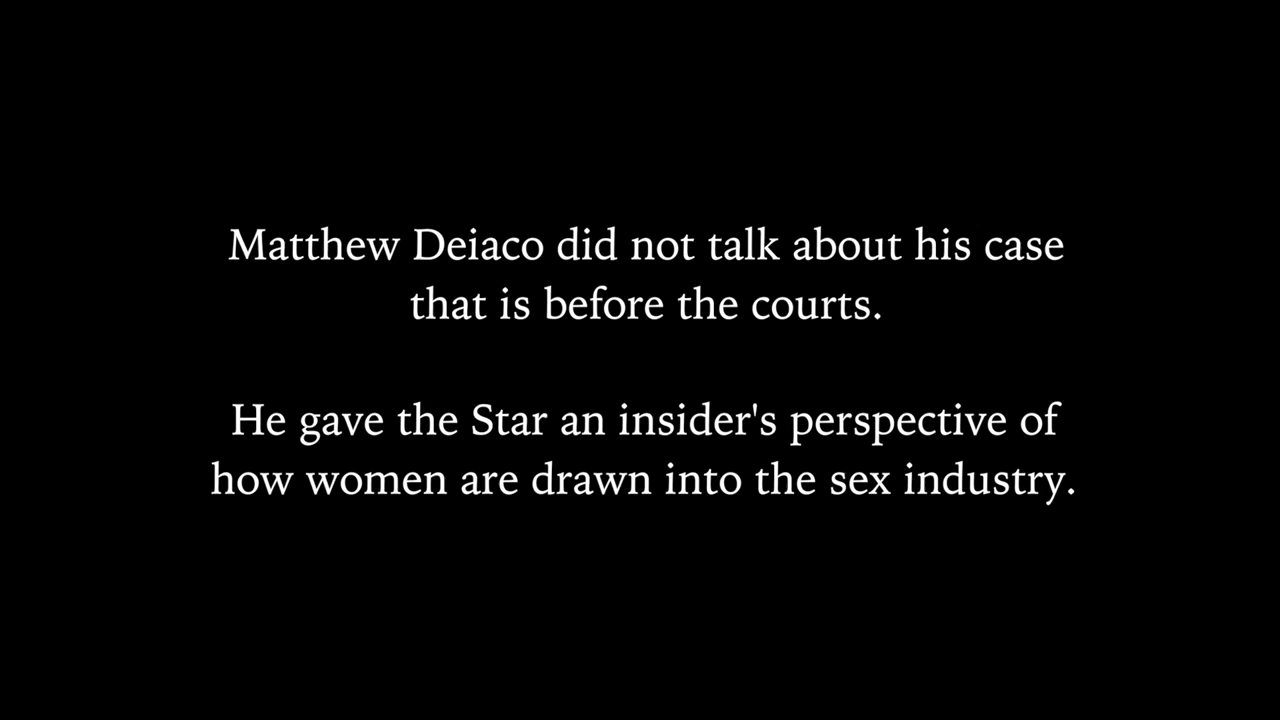 Matthew Deiaco did not talk about his case
that is before the courts.
He gave the Star an insider's perspective of
how women are drawn into the sex industry.